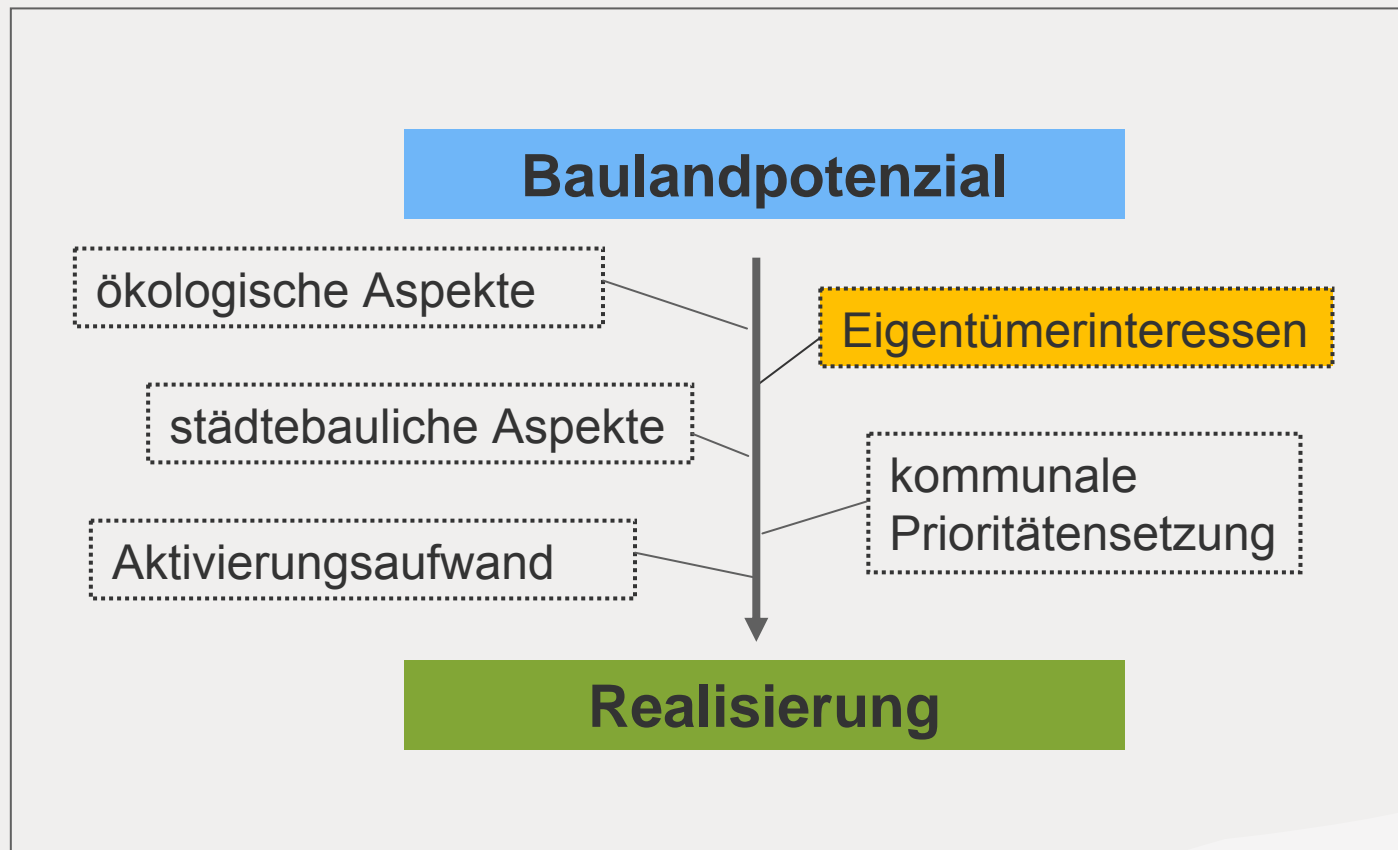 Baulandpotenzial
ökologische Aspekte
Eigentümerinteressen
städtebauliche Aspekte
kommunale
Prioritätensetzung
Aktivierungsaufwand
Realisierung